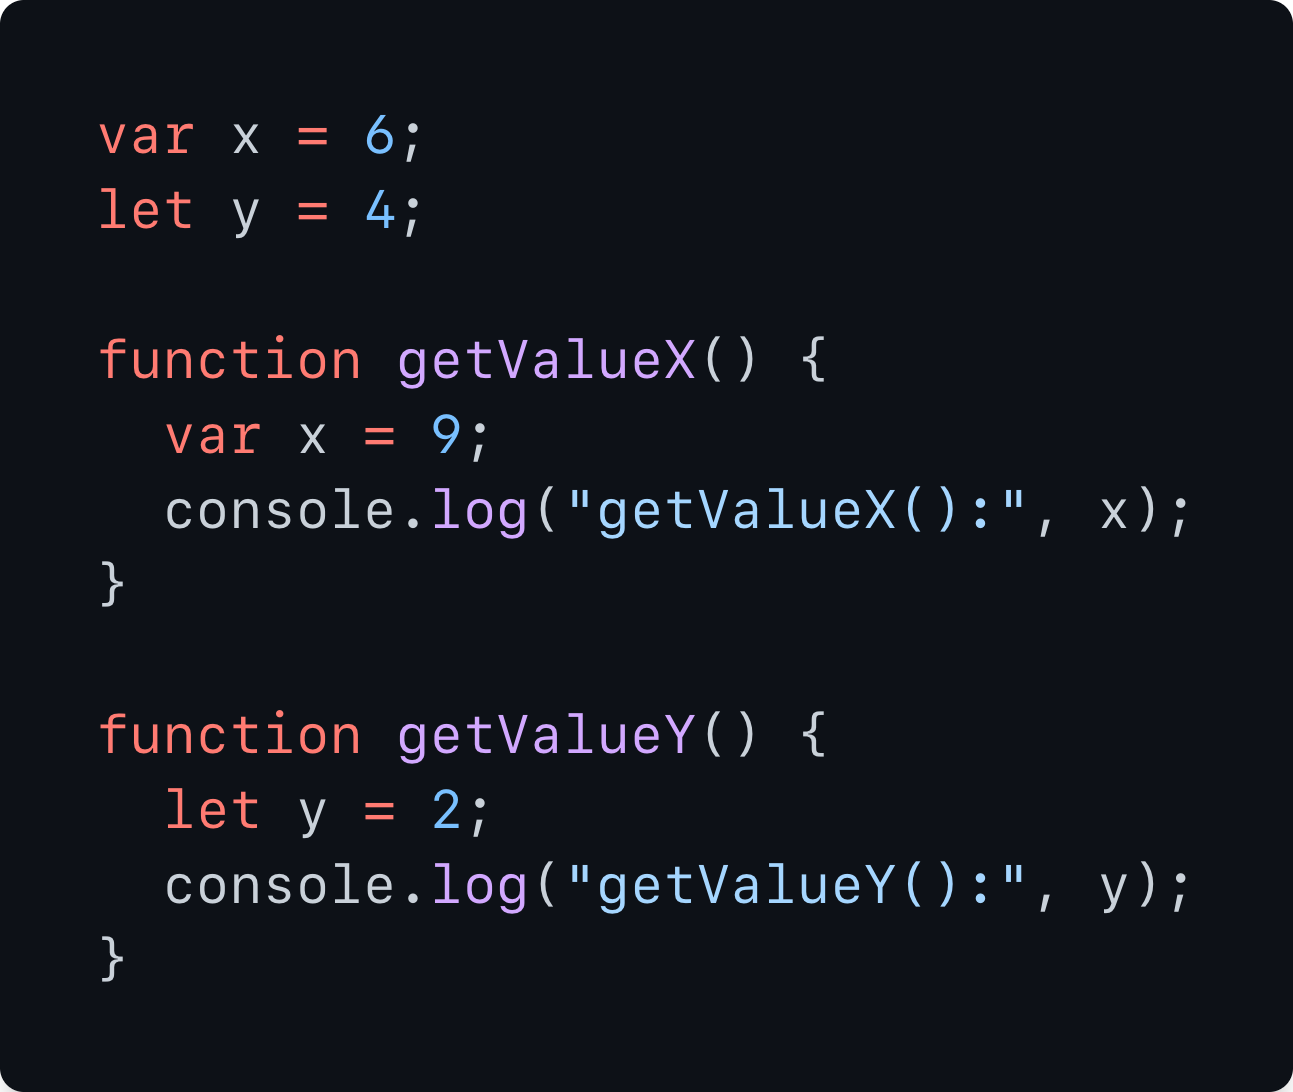 var x = 6;
let y = 4;

function getValueX() {
  var x = 9;
  console.log("getValueX():", x);
}

function getValueY() {
  let y = 2;
  console.log("getValueY():", y);
}